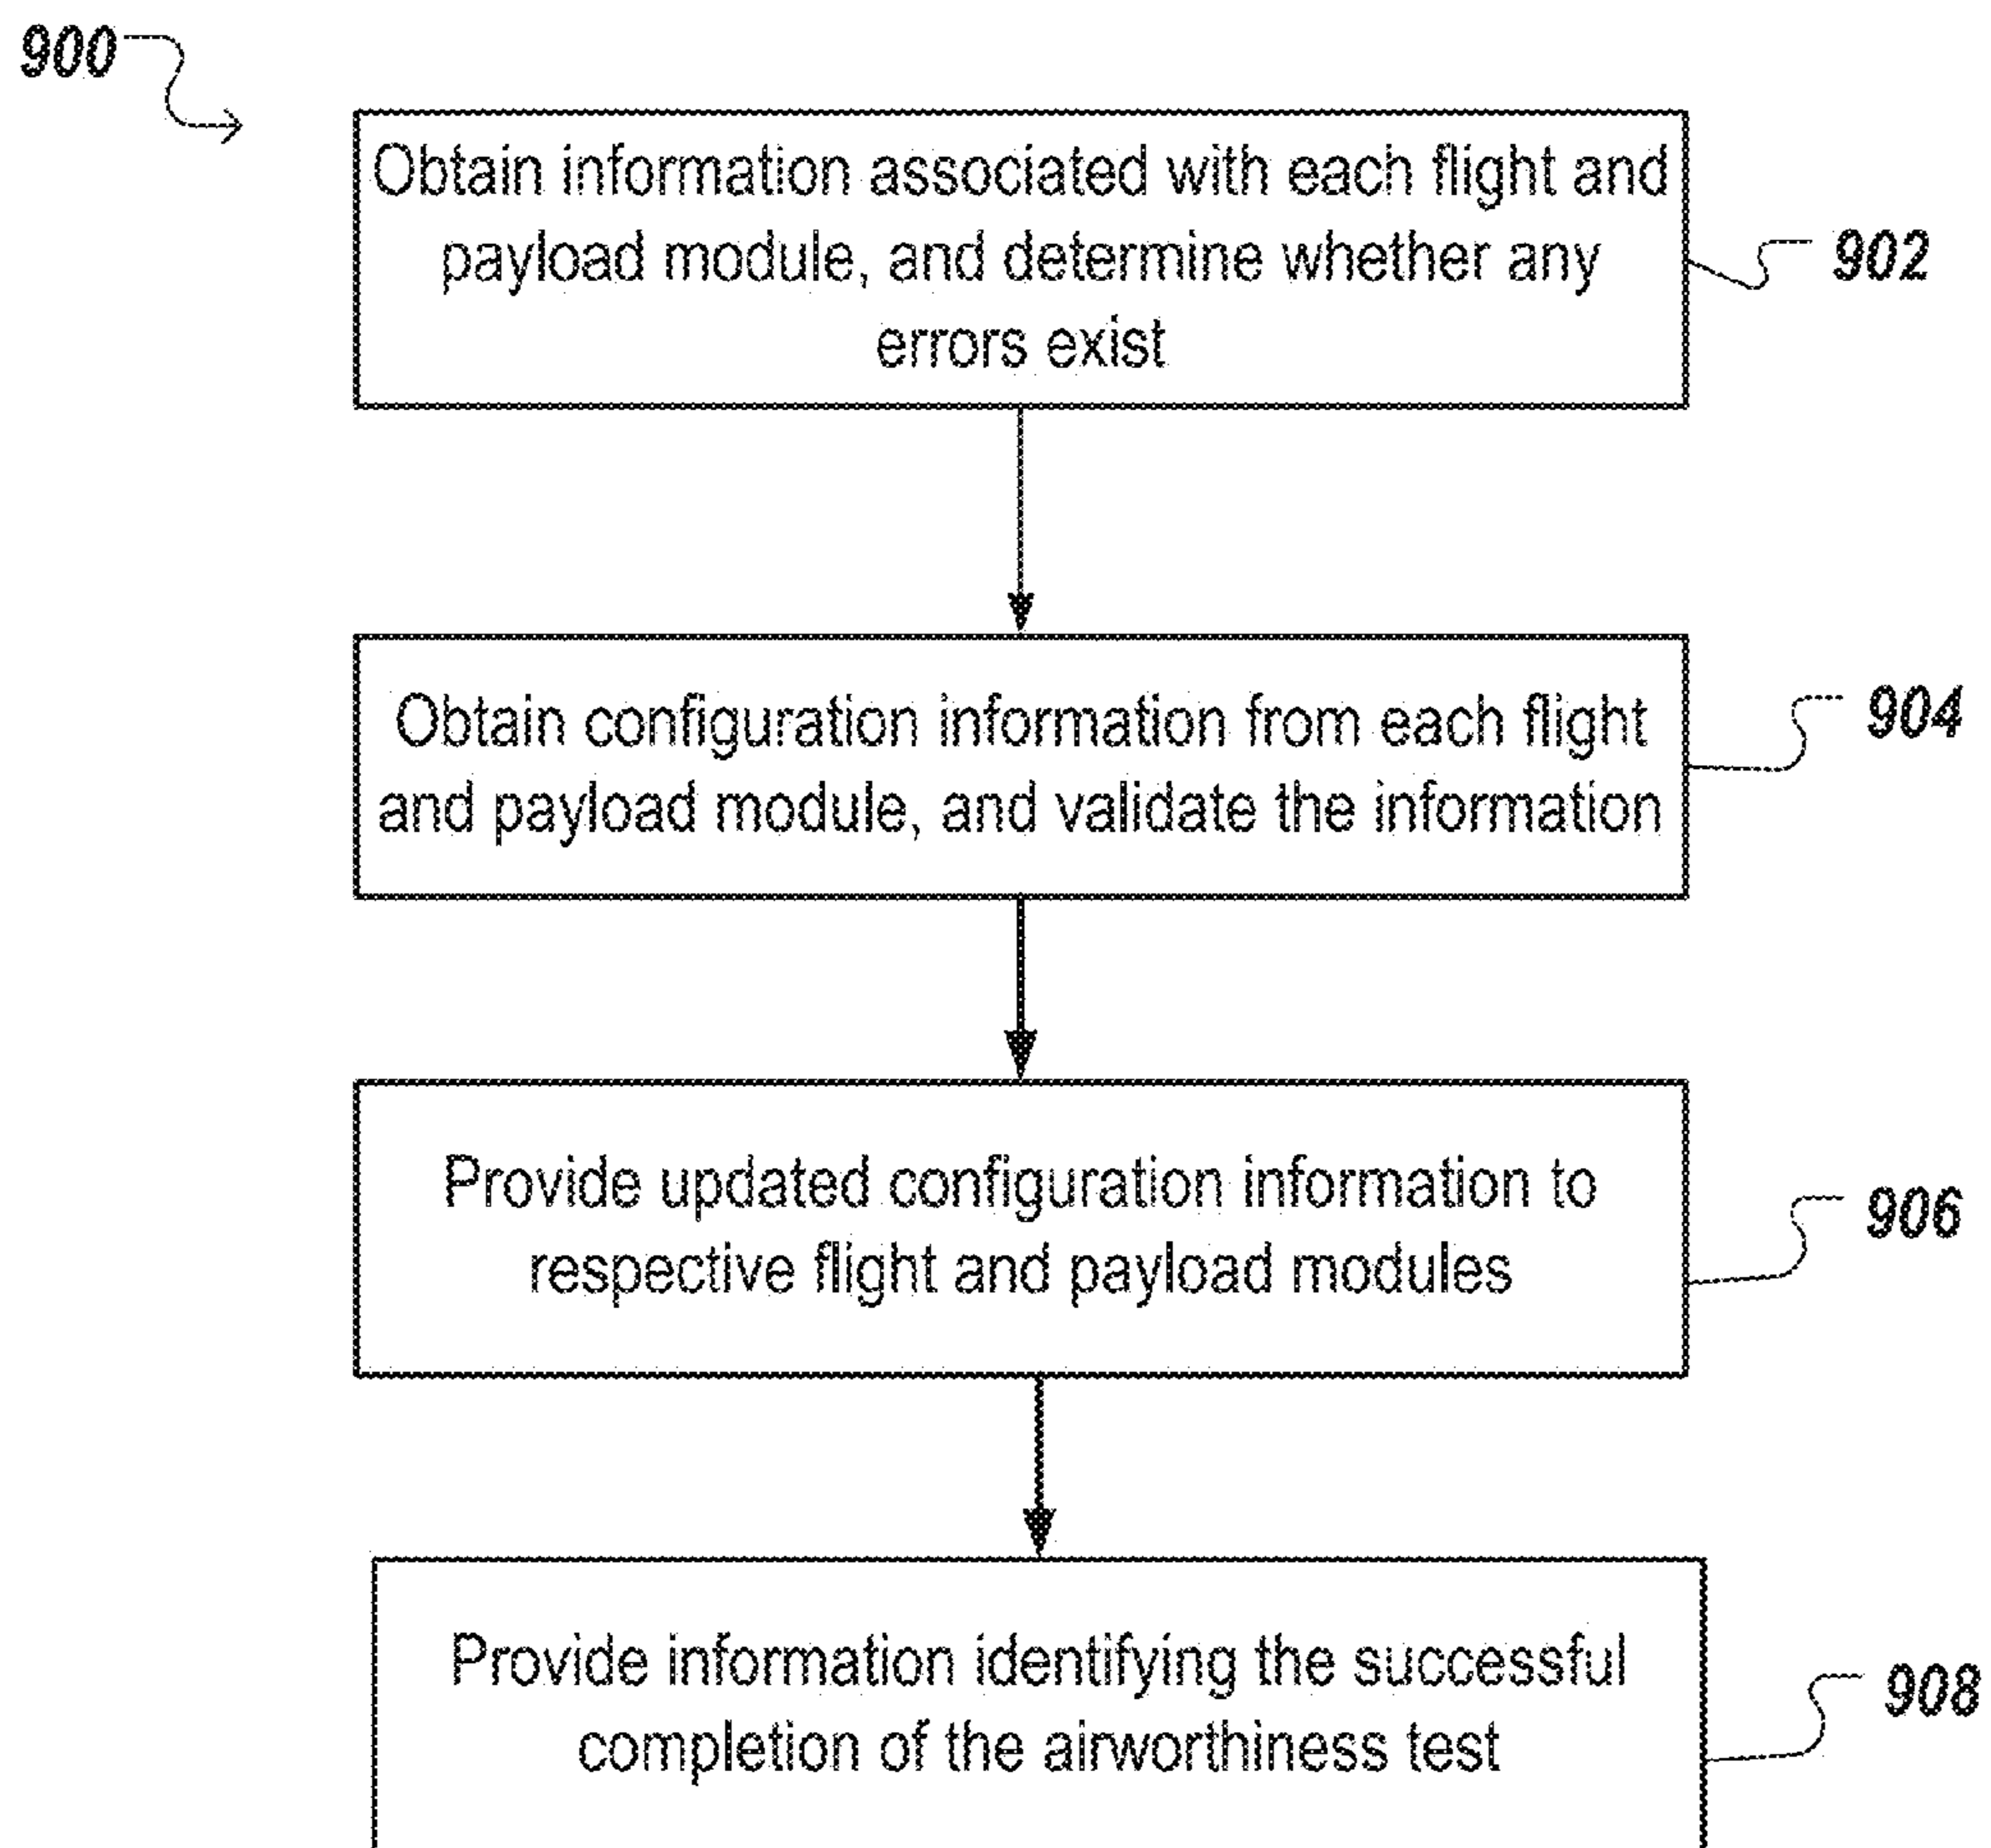 900
Obtain information associated with each flight and
payload module, and determine whether any
errors exist
902
Obtain configuration information from each flight
and payload module, and validate the information
904
Provide updated configuration information to
respective flight and payload modules
906
Provide information identifying the successful
completion of the airworthiness test
908